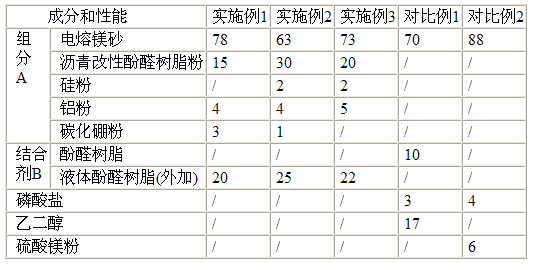 成分和性能 实施例1 实施例2 实施例3 对比例1 对比例2
组分A 电熔镁砂 78 63 73 70 88
沥青改性酚醛树脂粉 15 30 20 / /
硅粉 / 2 2 / /
铝粉 4 4 5 / /
碳化硼粉 3 1 / / /
结合剂B 酚醛树脂 / / / 10 /
液体酚醛树脂(外加) 20 25 22 / /
磷酸盐 / / / 3 4
乙二醇 / / / 17 /
硫酸镁粉 / / / / 6